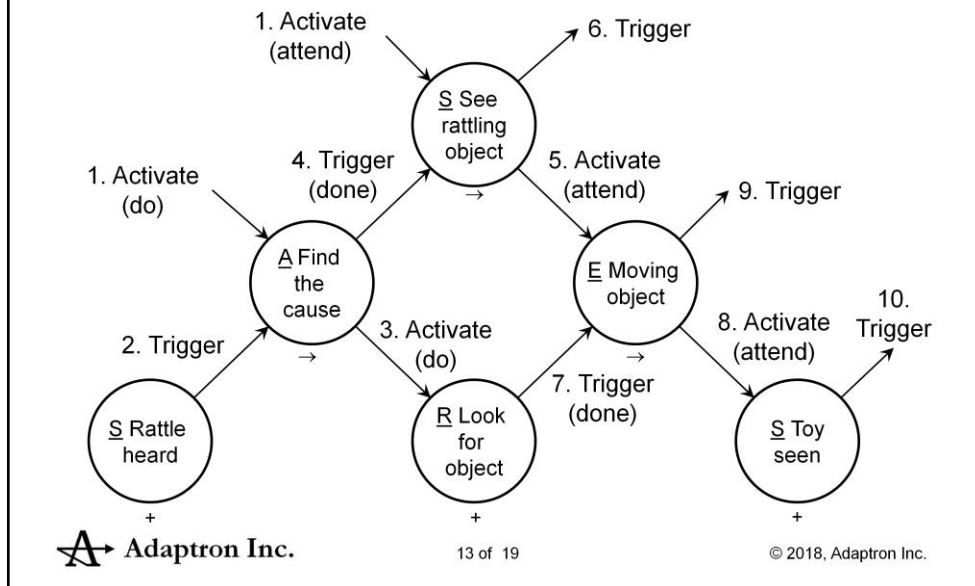 1. Activate
(attend)
6. Trigger
S See
rattling
object
4. Trigger
(done)
5. Activate
(attend)
1. Activate
(do)
9. Trigger
→
A Find
the
cause
E Moving
object
10.
Trigger
2. Trigger
3. Activate
(do)
8. Activate
(attend)
→
→
7. Trigger
(done)
S Rattle
heard
R Look
for
object
S Toy
seen
+
+
+
Adaptron Inc.
13 of 19
© 2018, Adaptron Inc.